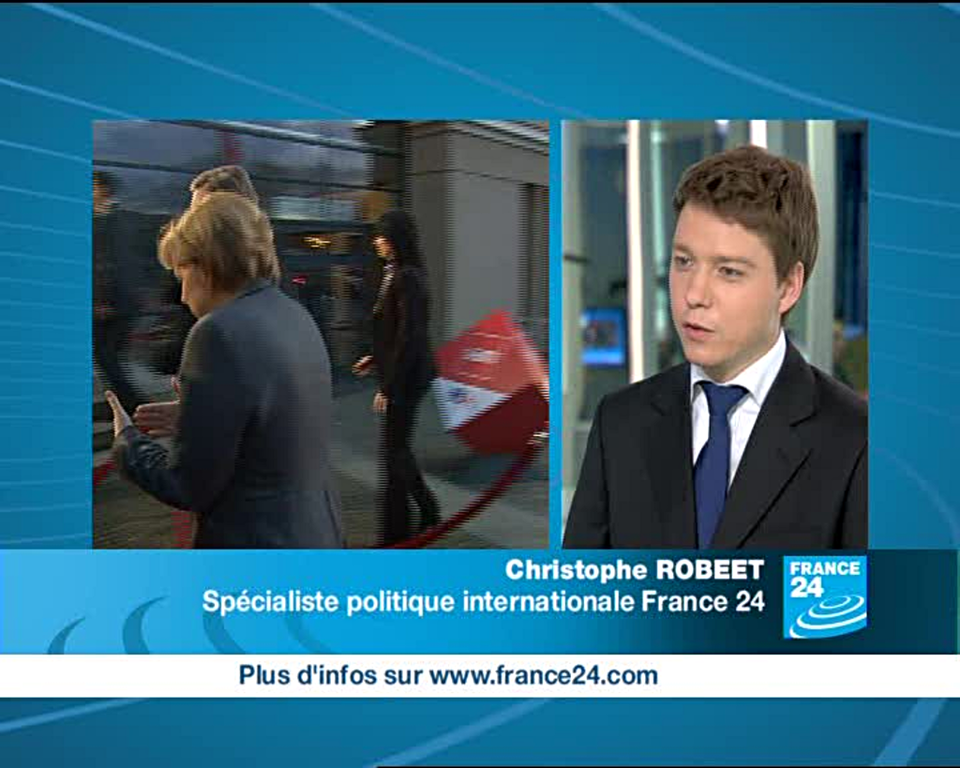 Christophe ROBEET
Spécialiste politique internationale France 24
FRANCE
24
Plus d'infos sur www.france24.com